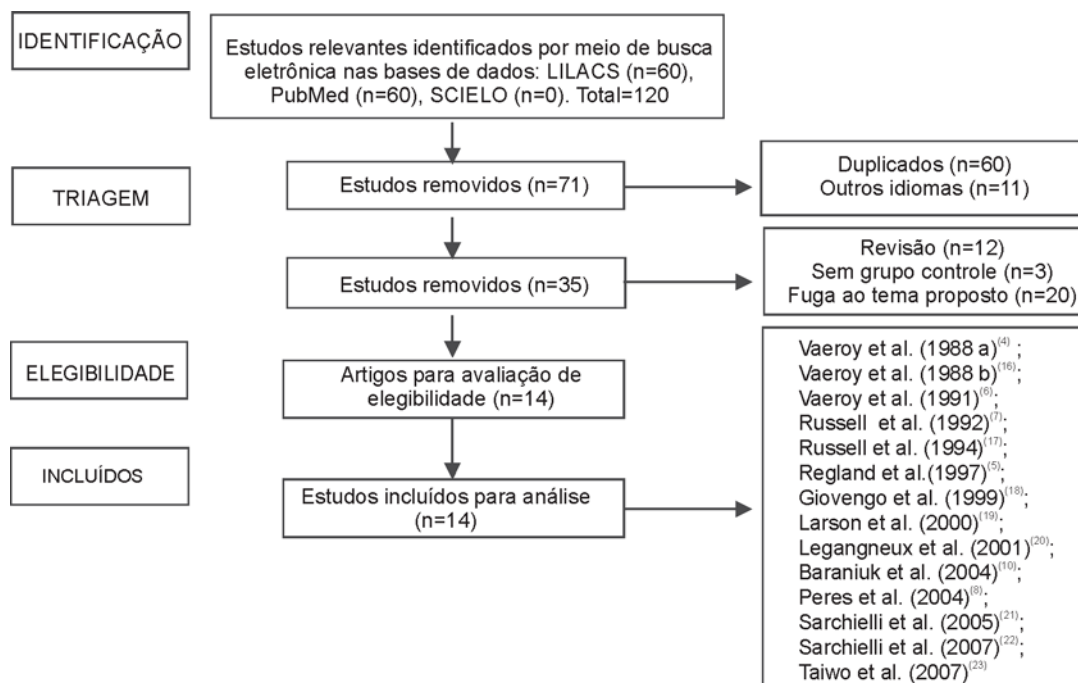 IDENTIFICAÇÃO
Estudos relevantes identificados por meio de busca
eletrônica nas bases de dados: LILACS (n=60),
PubMed (n=60), SCIELO (n=0). Total=120
TRIAGEM
Estudos removidos (n=71)
Duplicados (n=60)
Outros idiomas (n=11)
Estudos removidos (n=35)
Revisão (n=12)
Sem grupo controle (n=3)
Fuga ao tema proposto (n=20)
ELEGIBILIDADE
Artigos para avaliação de
elegibilidade (n=14)
INCLUÍDOS
Estudos incluídos para análise
(n=14)
Vaeroy et al. (1988 a)(4) ;
Vaeroy et al. (1988 b)(16);
Vaeroy et al. (1991)(6);
Russell et al. (1992)(7);
Russell et al. (1994)(17);
Regland et al.(1997)(5);
Giovengo et al. (1999)(18);
Larson et al. (2000)(19);
Legangneux et al. (2001)(20);
Baraniuk et al. (2004)(10);
Peres et al. (2004)(8);
Sarchielli et al. (2005)(21);
Sarchielli et al. (2007)(22);
Taiwo et al. (2007)(23)